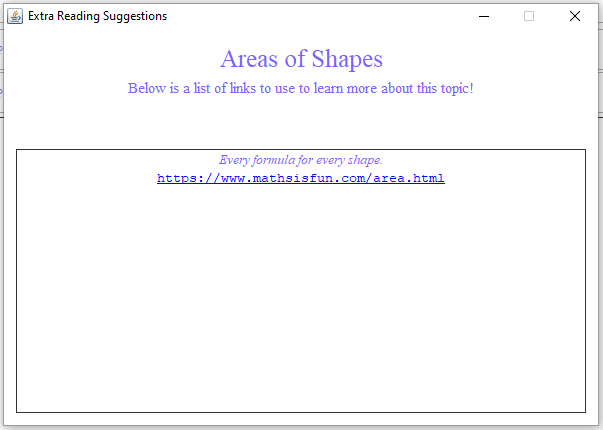 Extra Reading Suggestions
Areas of Shapes
Below is a list of links to use to learn more about this topic!
Every formula for every shape.
https://www.mathsisfun.com/area.html